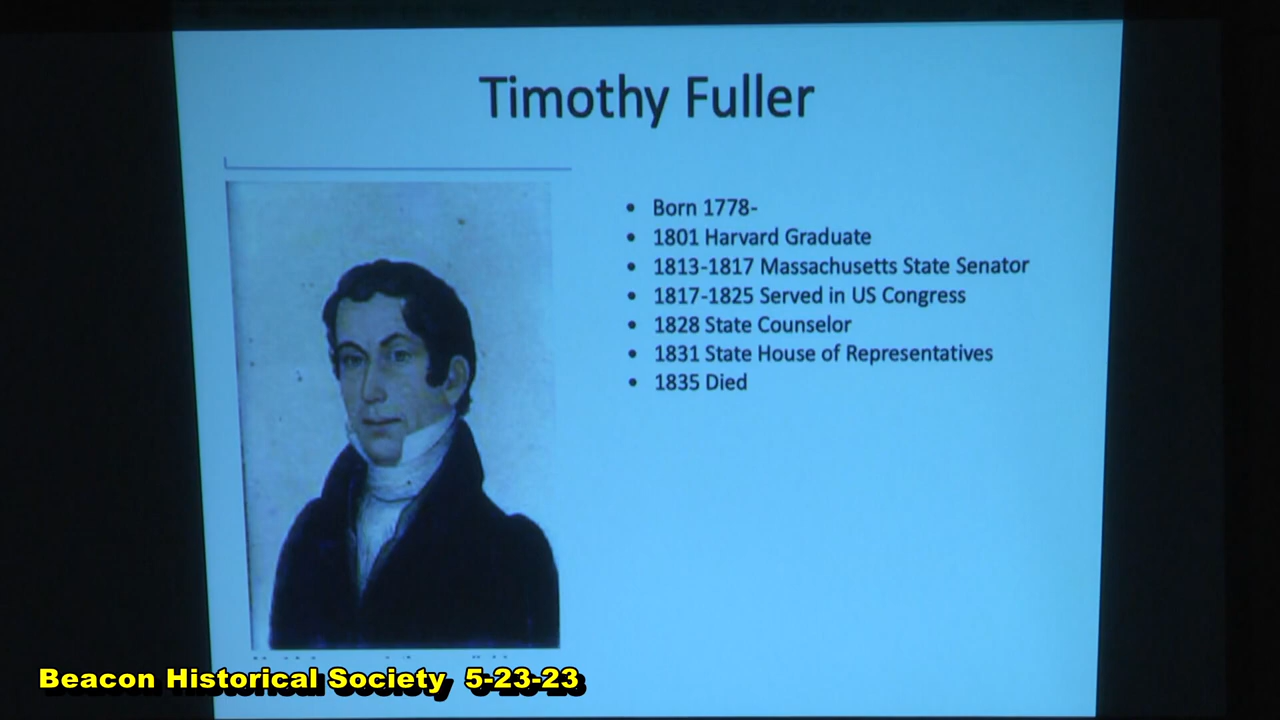 Timothy Fuller
• Born 1778-
• 1801 Harvard Graduate
• 1813-1817 Massachusetts State Senator
• 1817-1825 Served in US Congress
• 1828 State Counselor
• 1831 State House of Representatives
• 1835 Died
Beacon Historical Society 5-23-23